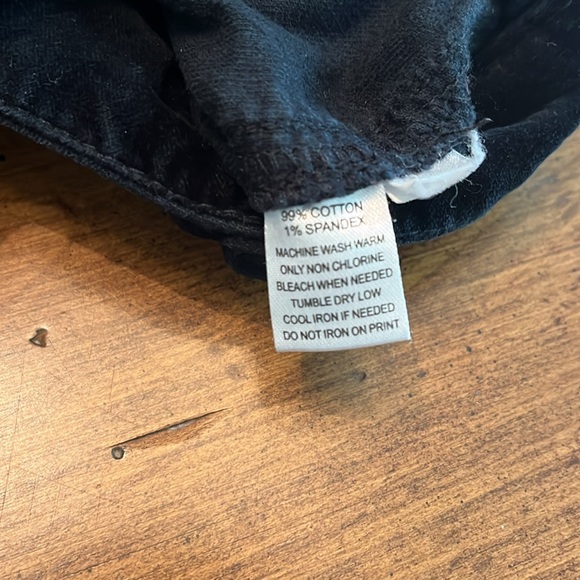 99% COTTON
1% SPANDEX
MACHINE WASH WARM
ONLY NON CHLORINE
BLEACH WHEN NEEDED
TUMBLE DRY LOW
COOL IRON IF NEEDED
DO NOT IRON ON PRINT